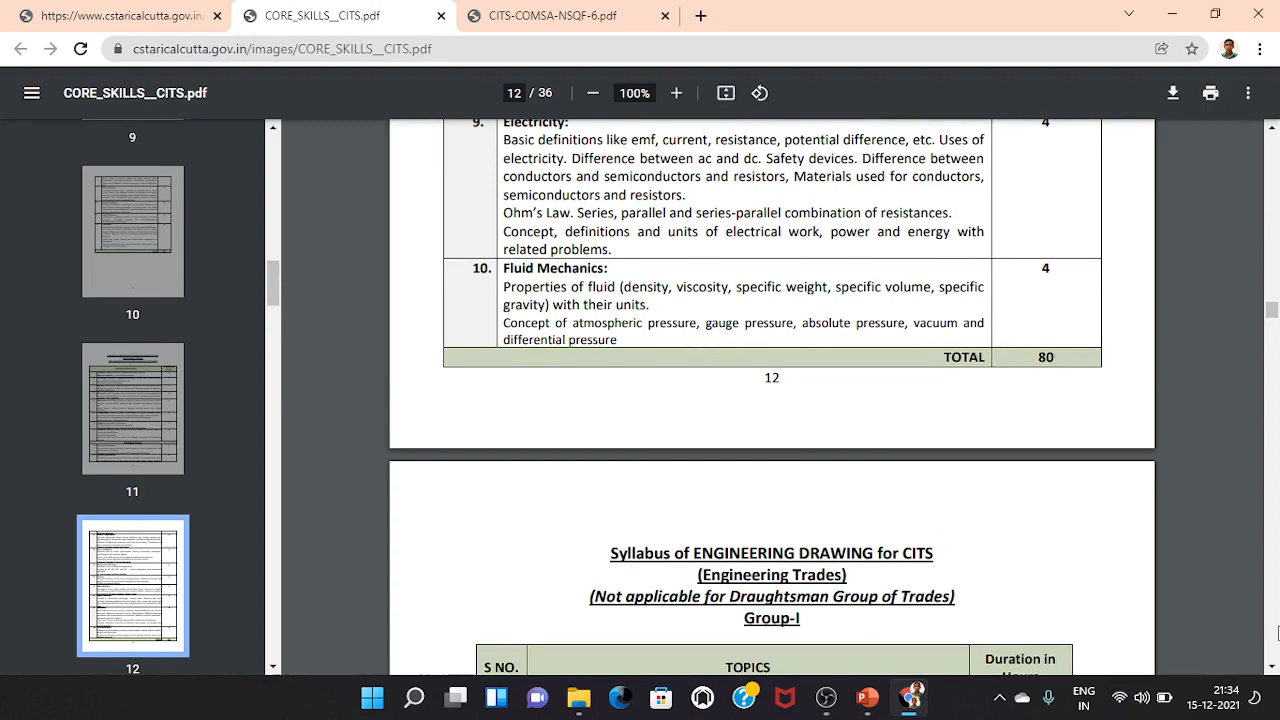 https://www.cstaricalcutta.gov.in/
CORE_SKILLS__CITS.pdf
CITS-COMSA-NSQF-6.pdf
cstaricalcutta.gov.in/images/CORE_SKILLS__CITS.pdf
CORE_SKILLS__CITS.pdf
12 / 36
100%
9
10
11
12
9. Electricity: 4
Basic definitions like emf, current, resistance, potential difference, etc. Uses of
electricity. Difference between ac and dc. Safety devices. Difference between
conductors and semiconductors and resistors, Materials used for conductors,
semiconductors and resistors.
Ohm's Law. Series, parallel and series-parallel combination of resistances.
Concept, definitions and units of electrical work, power and energy with
related problems.
10. Fluid Mechanics: 4
Properties of fluid (density, viscosity, specific weight, specific volume, specific
gravity) with their units.
Concept of atmospheric pressure, gauge pressure, absolute pressure, vacuum and
differential pressure
TOTAL 80
12
Syllabus of ENGINEERING DRAWING for CITS
(Engineering Trades)
(Not applicable for Draughtsman Group of Trades)
Group-I
S NO. TOPICS Duration in
ENG
IN
21:34
15-12-2021